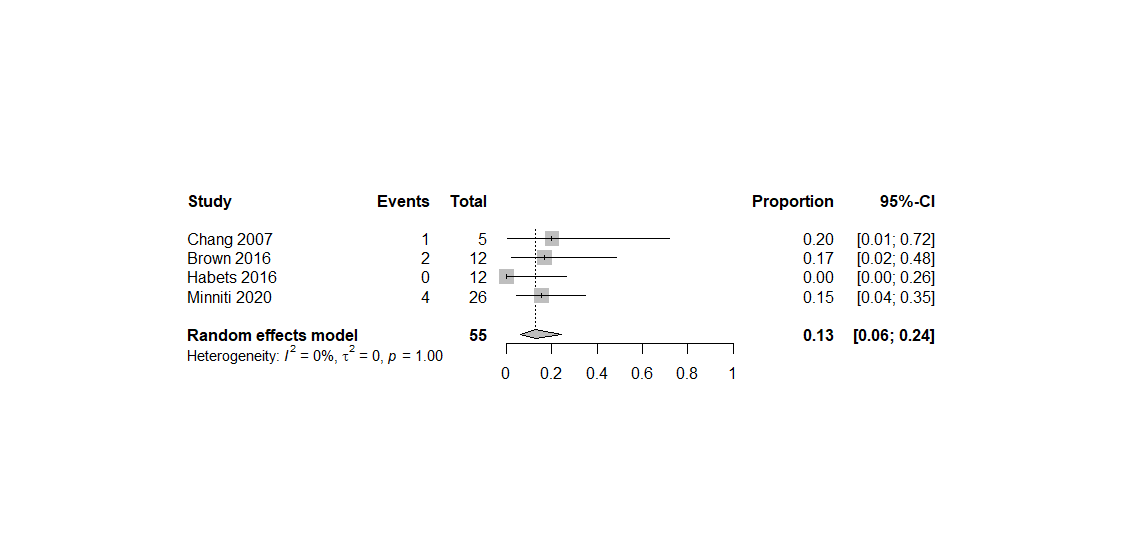 Study Events Total Proportion 95%-CI
Chang 2007 1 5 0.20 [0.01; 0.72]
Brown 2016 2 12 0.17 [0.02; 0.48]
Habets 2016 0 12 0.00 [0.00; 0.26]
Minniti 2020 4 26 0.15 [0.04; 0.35]
Random effects model 55 0.13 [0.06; 0.24]
Heterogeneity: I² = 0%, τ² = 0, p = 1.00
0 0.2 0.4 0.6 0.8 1